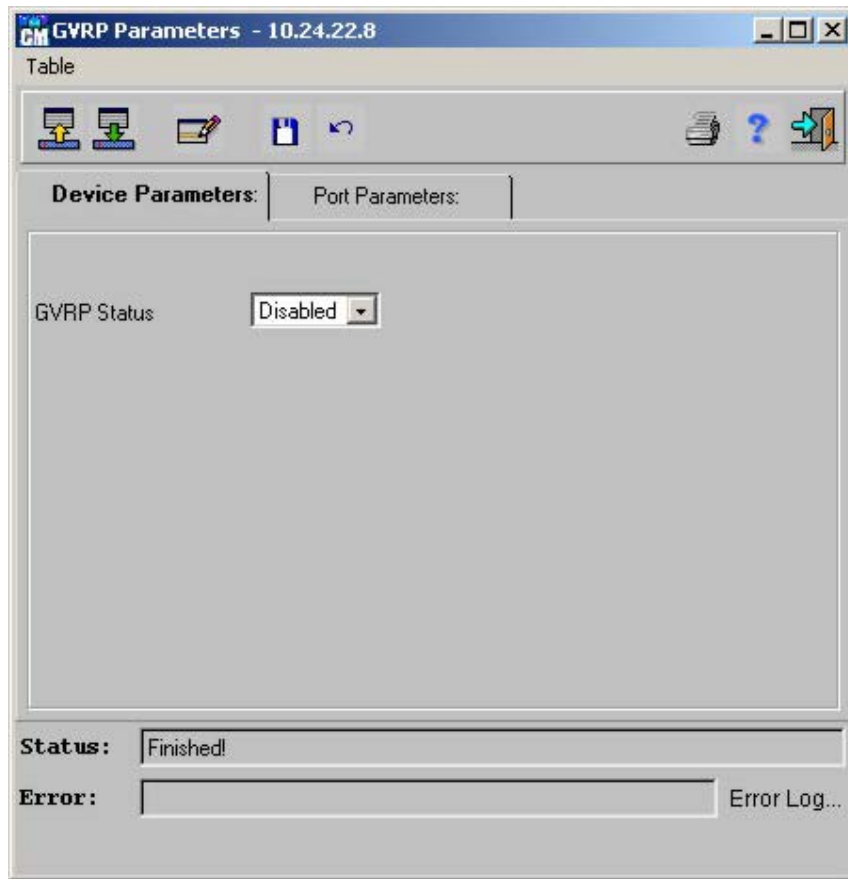 CM GVRP Parameters - 10.24.22.8
Table
?
Device Parameters: Port Parameters:
GVRP Status Disabled
Status: Finished!
Error: Error Log...